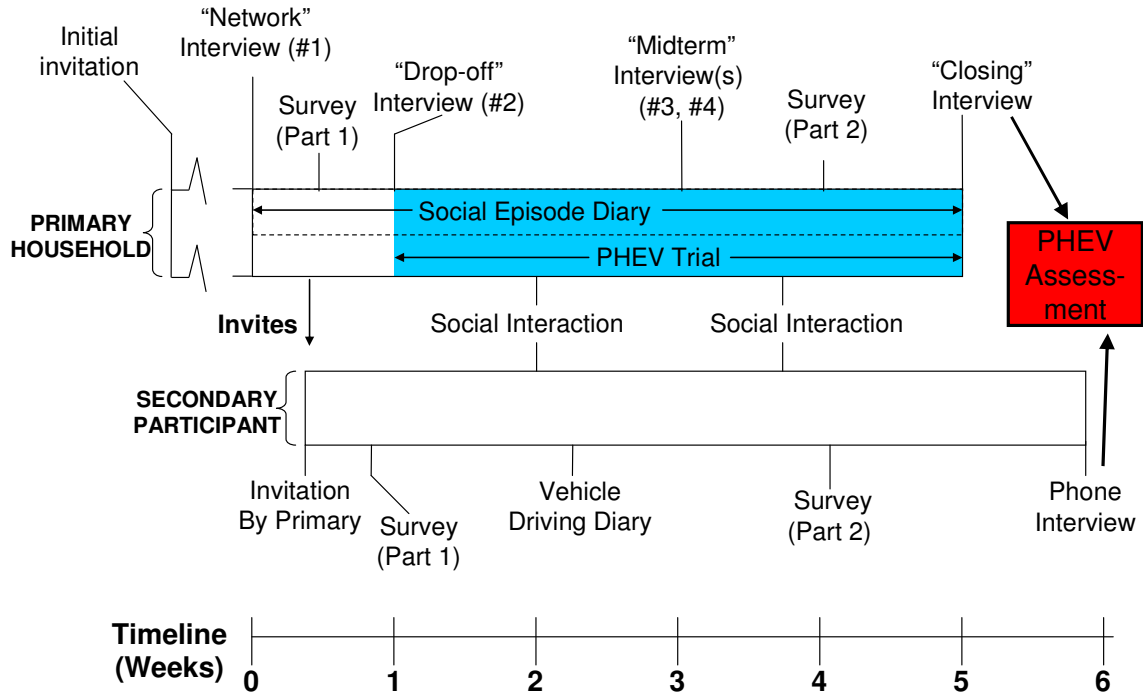 Initial
invitation
“Network”
Interview (#1)
Survey
(Part 1)
“Drop-off”
Interview (#2)
“Midterm”
Interview(s)
(#3, #4)
Survey
(Part 2)
“Closing”
Interview
PRIMARY
HOUSEHOLD
Social Episode Diary
PHEV Trial
PHEV
Assess-
ment
Invites
Social Interaction
Social Interaction
SECONDARY
PARTICIPANT
Invitation
By Primary
Survey
(Part 1)
Vehicle
Driving Diary
Survey
(Part 2)
Phone
Interview
Timeline
(Weeks)
0 1 2 3 4 5 6